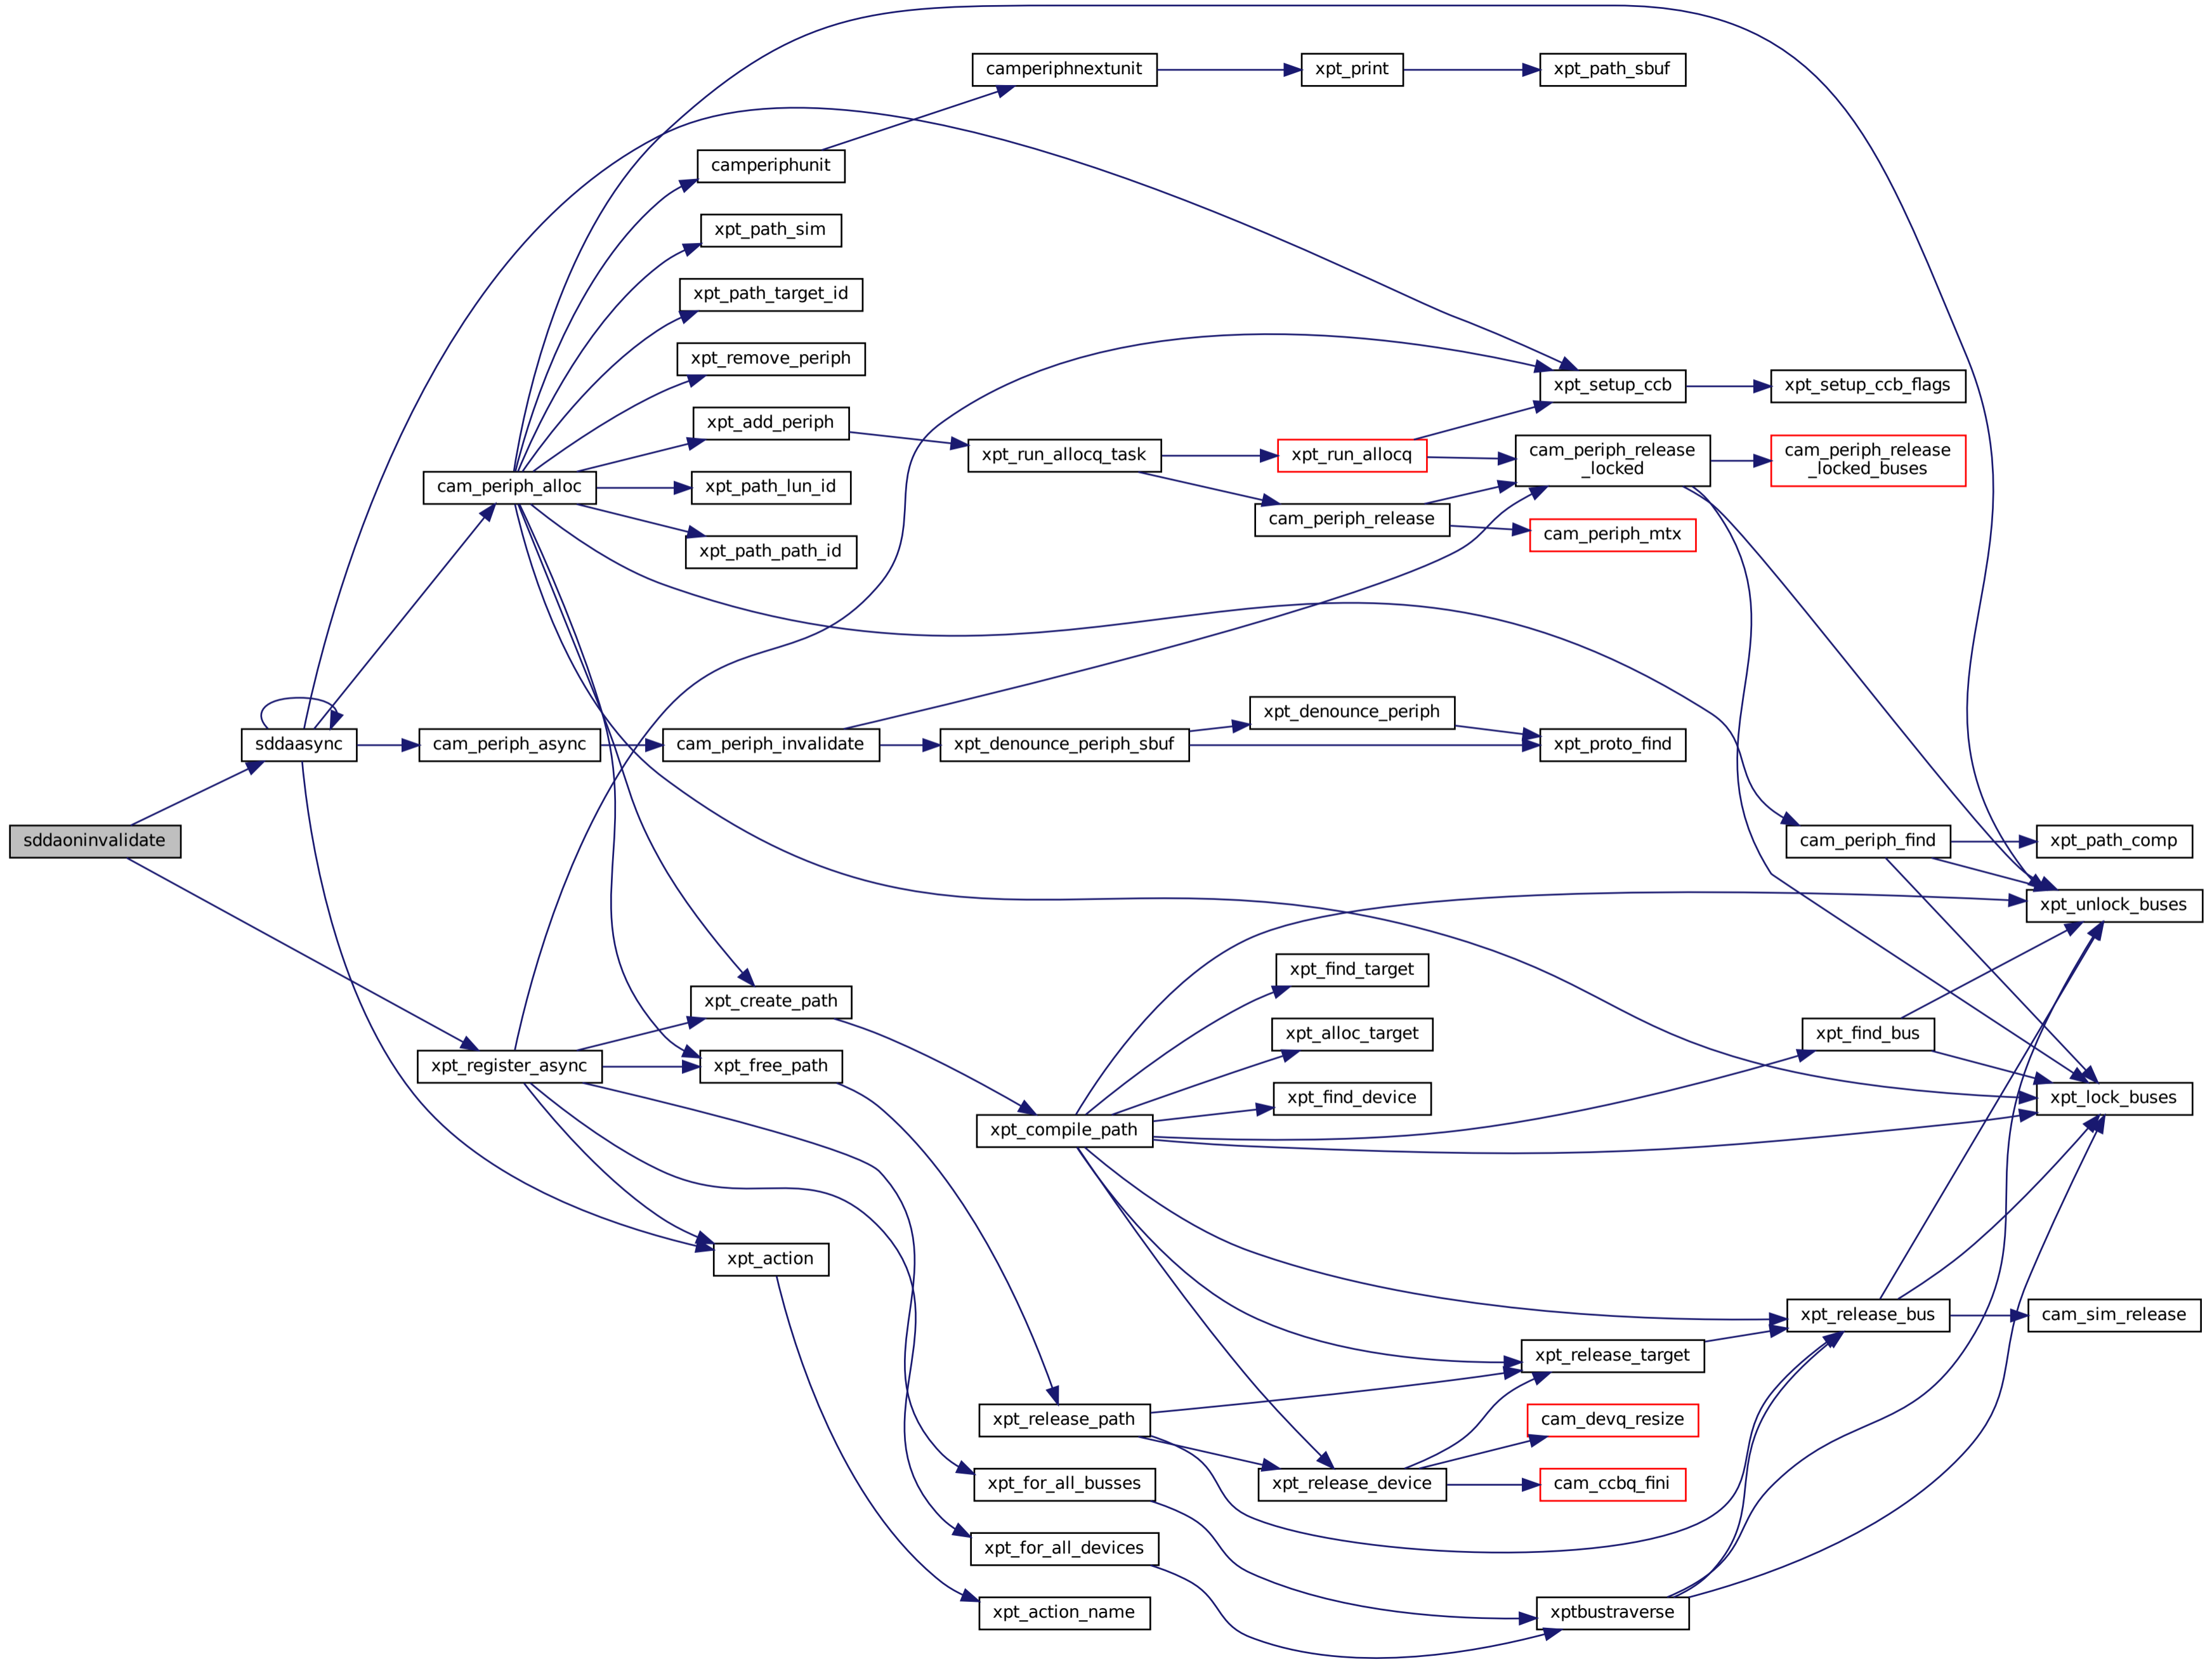 camperiphnextunit
xpt_print
xpt_path_sbuf
camperiphunit
xpt_path_sim
xpt_path_target_id
xpt_remove_periph
xpt_setup_ccb
xpt_setup_ccb_flags
xpt_add_periph
xpt_run_allocq_task
xpt_run_allocq
cam_periph_release
_locked
cam_periph_release
_locked_buses
cam_periph_alloc
xpt_path_lun_id
cam_periph_release
cam_periph_mtx
xpt_path_path_id
xpt_denounce_periph
sddaasync
cam_periph_async
cam_periph_invalidate
xpt_denounce_periph_sbuf
xpt_proto_find
sddaoninvalidate
cam_periph_find
xpt_path_comp
xpt_unlock_buses
xpt_find_target
xpt_create_path
xpt_alloc_target
xpt_find_bus
xpt_register_async
xpt_free_path
xpt_find_device
xpt_lock_buses
xpt_compile_path
xpt_action
xpt_release_bus
cam_sim_release
xpt_release_target
xpt_release_path
cam_devq_resize
xpt_for_all_busses
xpt_release_device
cam_ccbq_fini
xpt_for_all_devices
xpt_action_name
xptbustraverse